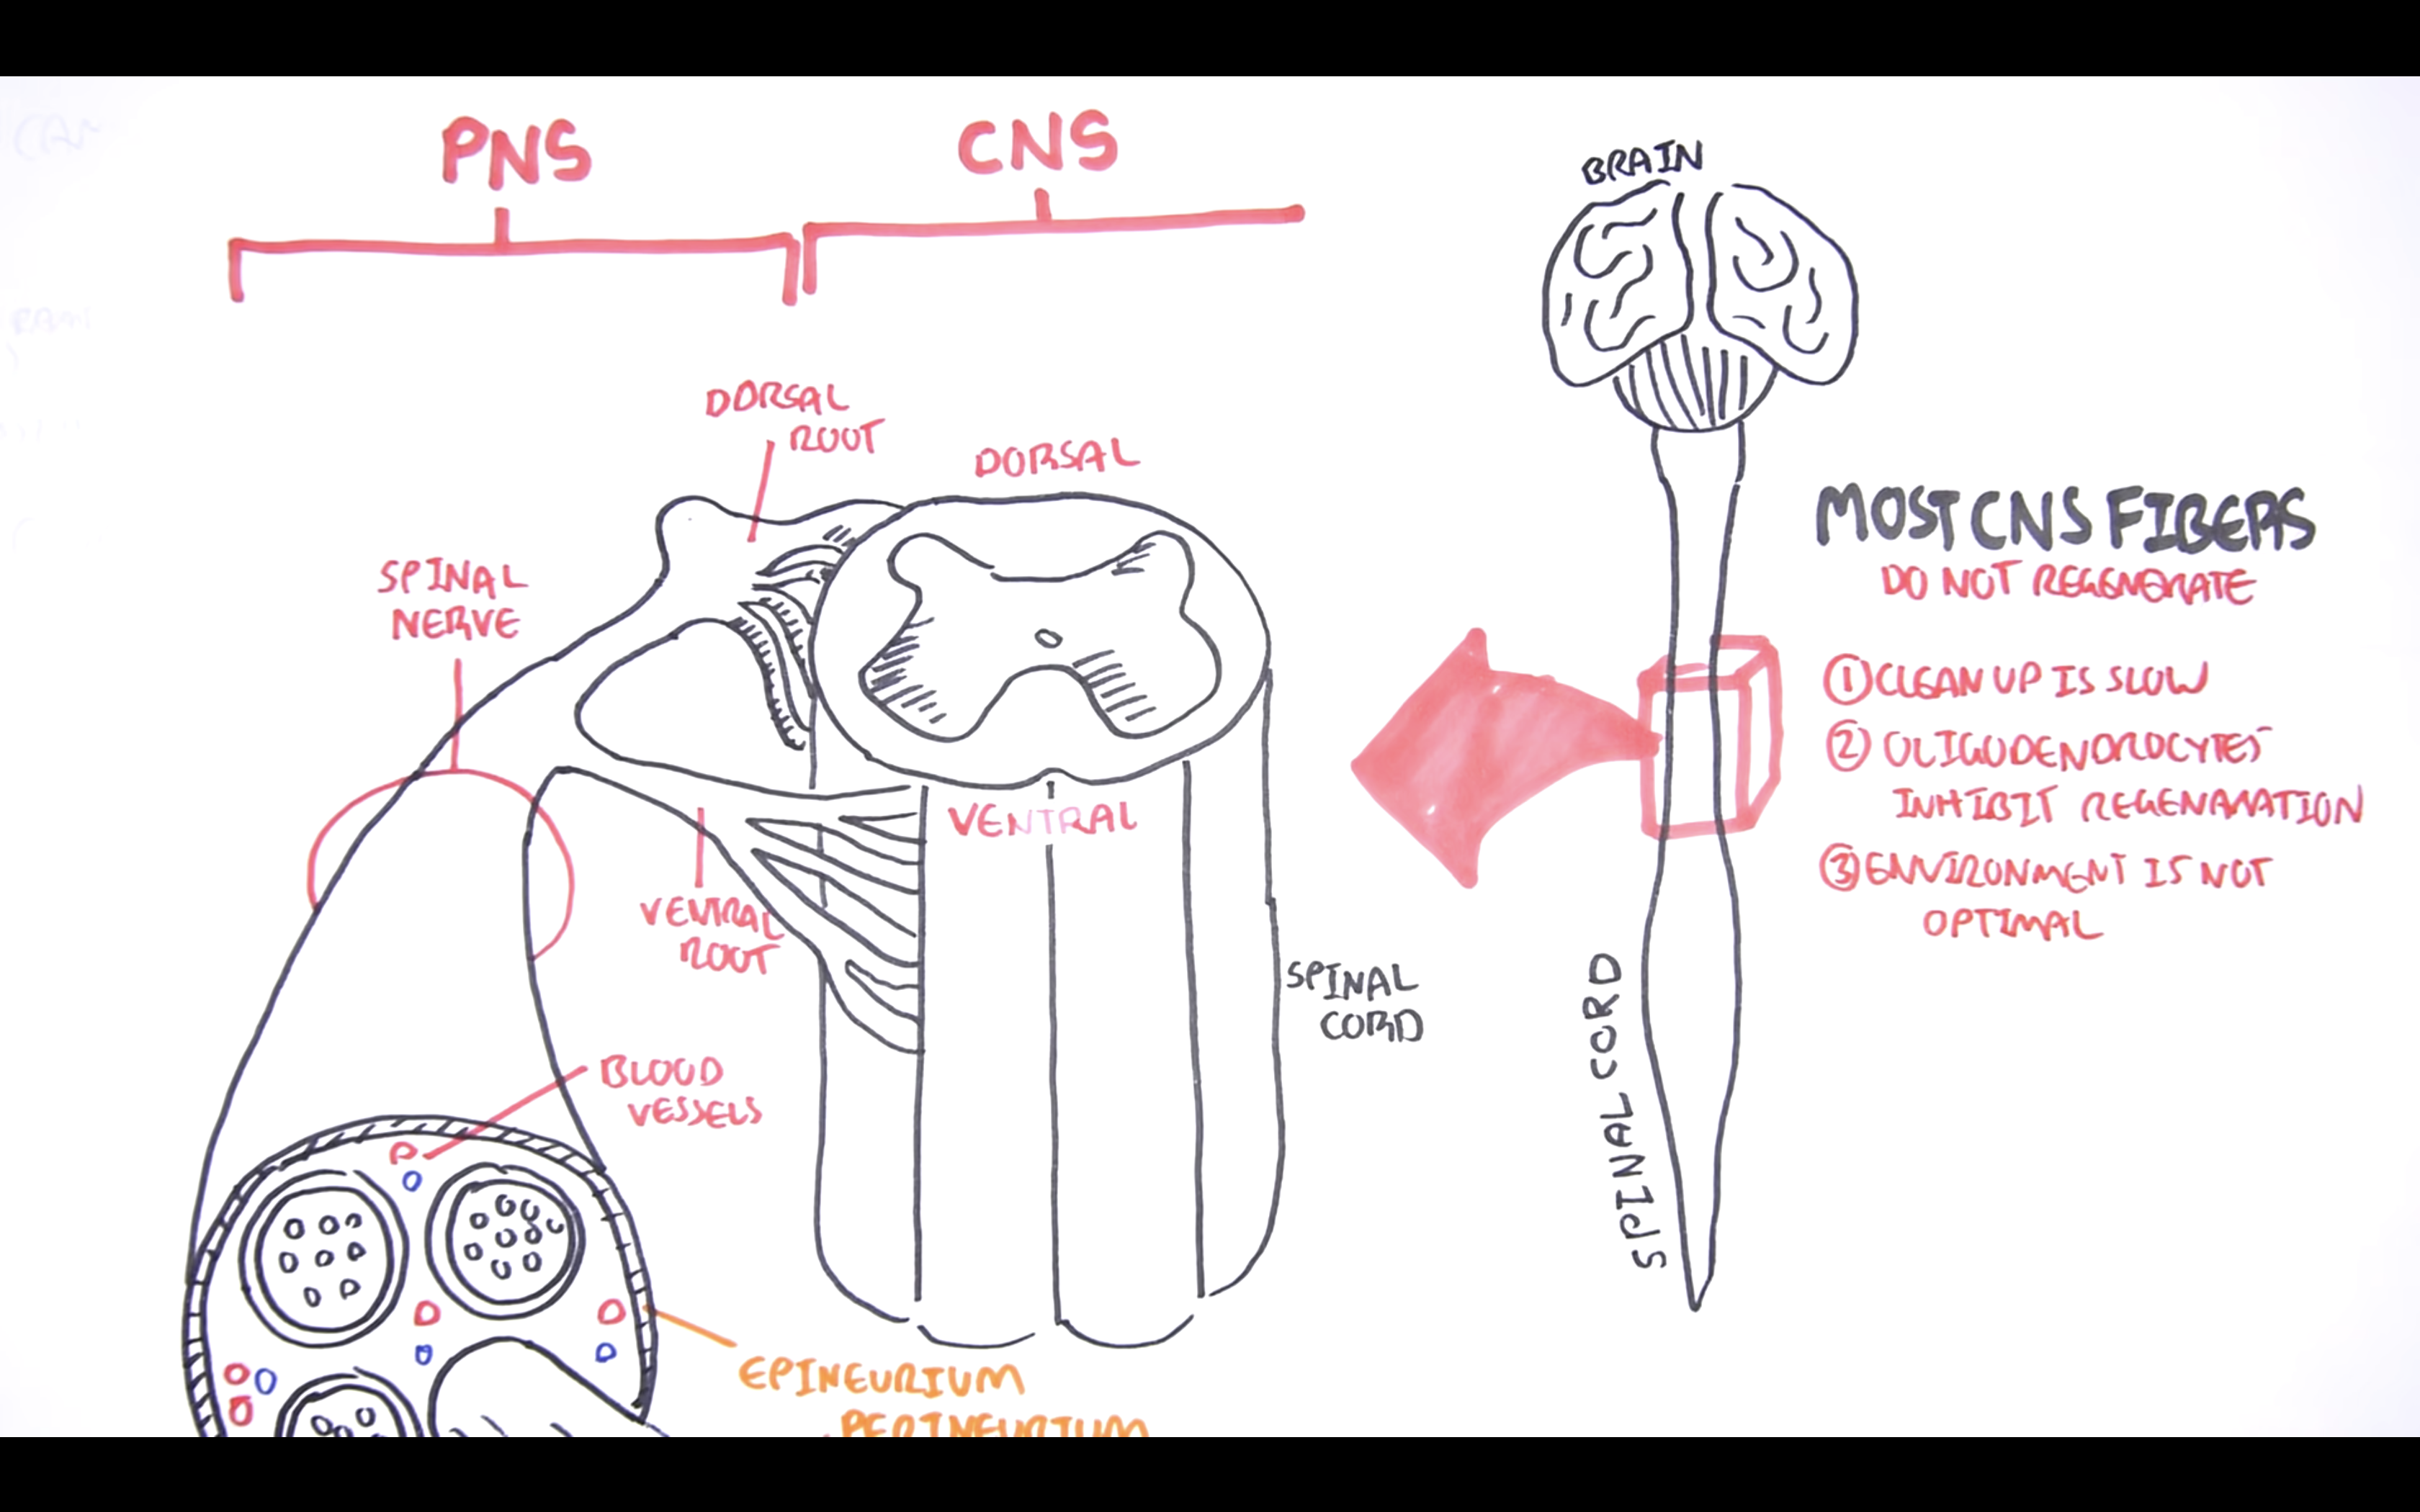 PNS
CNS
BRAIN
DORSAL
ROOT
DORSAL
SPINAL
NERVE
MOST CNS FIBERS
DO NOT REGENERATE
① CLEAN UP IS SLOW
② OLIGODENDROCYTES
INHIBIT REGENARATION
③ ENVIRONMENT IS NOT
OPTIMAL
VENTRAL
VENTRAL
ROOT
SPINAL
CORD
SPINAL CORD
BLOOD
VESSELS
EPINEURIUM
PERINEURIUM